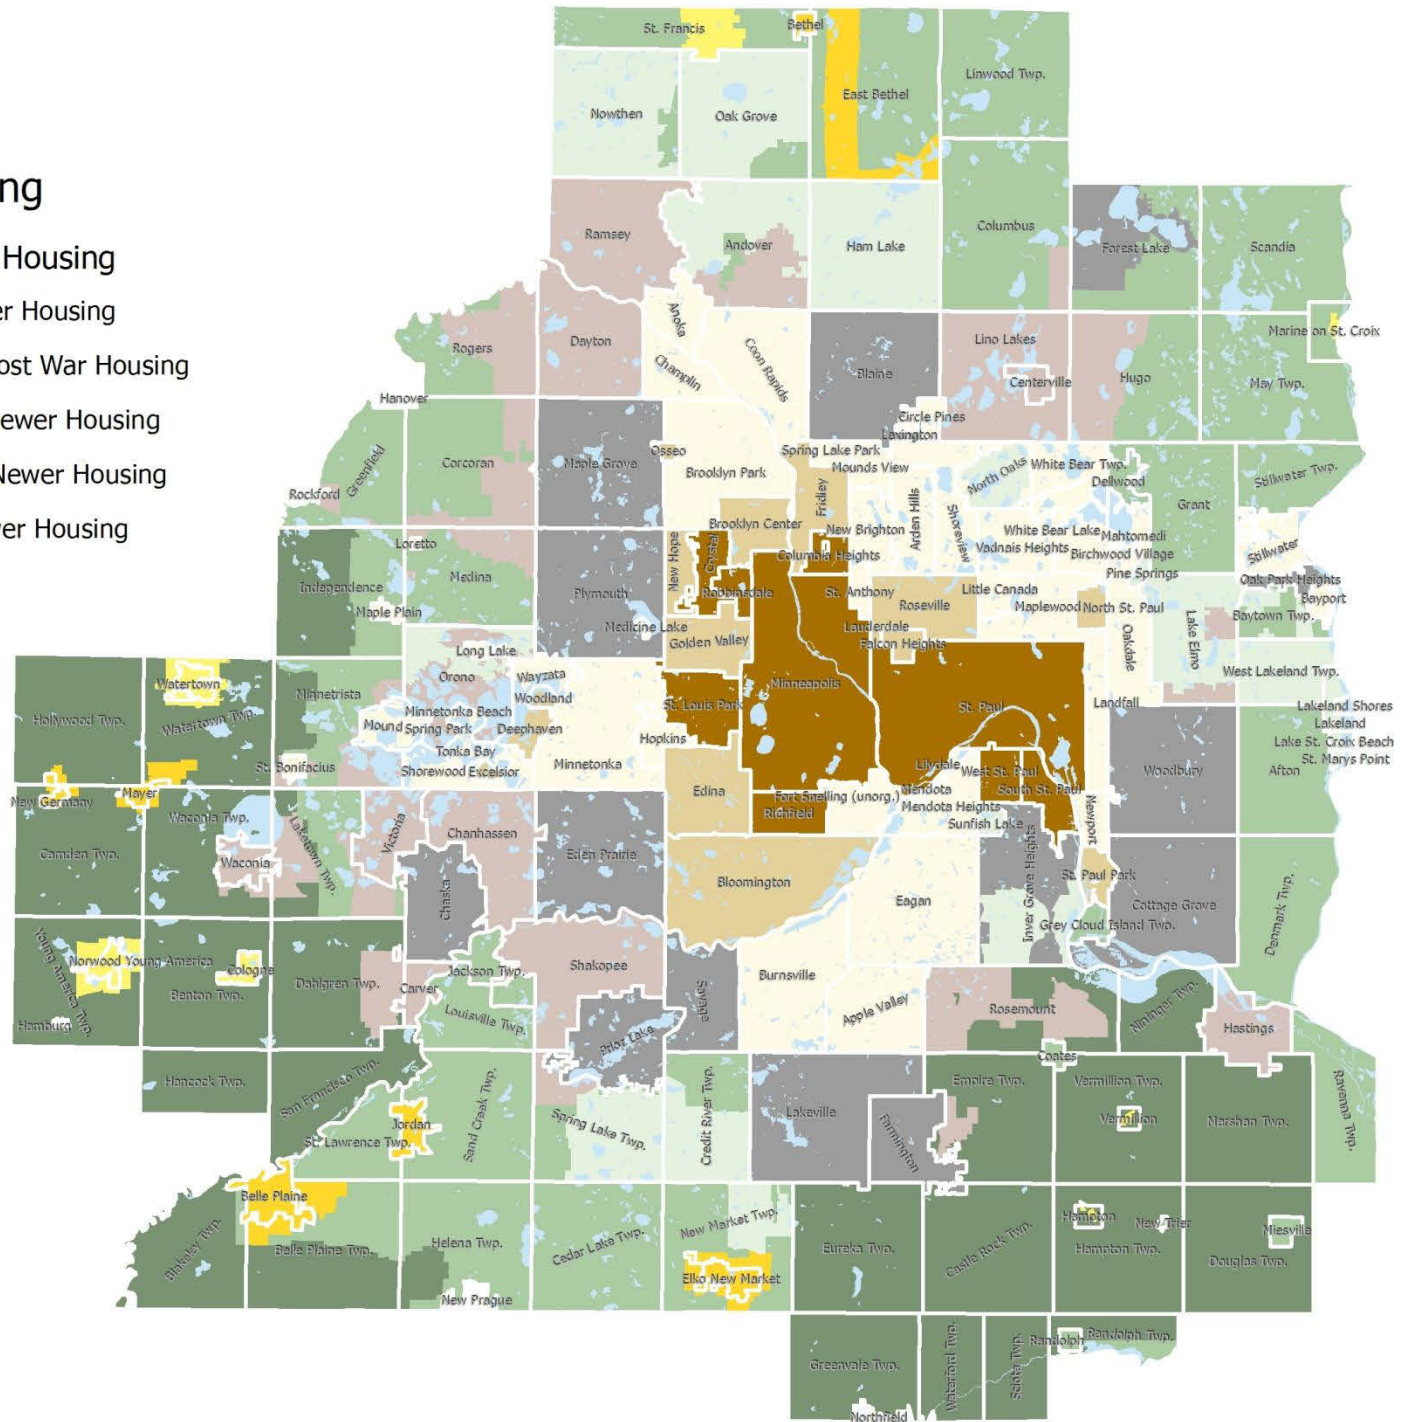 ng
Housing
er Housing
ost War Housing
ewer Housing
Newer Housing
er Housing
St. Francis
Bethel
Linwood Twp.
East Bethel
Nowthen
Oak Grove
Columbus
Ramsey
Andover
Ham Lake
Forest Lake
Scandia
Anoka
Marine on St. Croix
Rogers
Dayton
Coon Rapids
Lino Lakes
Champlin
Blaine
Centerville
Hugo
May Twp.
Hanover
Circle Pines
Lexington
Osseo
Spring Lake Park
Corcoran
Maple Grove
Brooklyn Park
Mounds View
North Oaks
White Bear Twp.
Dellwood
Stillwater Twp.
Greenfield
Rockford
Fridley
Grant
Brooklyn Center
New Brighton
Arden Hills
Shoreview
White Bear Lake
Mahtomedi
Loretto
New Hope
Crystal
Columbia Heights
Vadnais Heights
Birchwood Village
Stillwater
Medina
Pine Springs
Independence
Oak Park Heights
Plymouth
Robbinsdale
St. Anthony
Little Canada
Bayport
Maple Plain
Roseville
Maplewood
North St. Paul
Baytown Twp.
Medicine Lake
Lauderdale
Oakdale
Lake Elmo
Golden Valley
Falcon Heights
Long Lake
Orono
Wayzata
West Lakeland Twp.
Watertown
Minneapolis
Minnetrista
Woodland
St. Louis Park
St. Paul
Landfall
Lakeland Shores
Hollywood Twp.
Watertown Twp.
Minnetonka Beach
Mound
Spring Park
Deephaven
Hopkins
Lakeland
Lake St. Croix Beach
Tonka Bay
St. Bonifacius
Shorewood
Excelsior
Minnetonka
Lilydale
West St. Paul
Woodbury
Afton
St. Marys Point
New Germany
Mayer
Edina
Fort Snelling (unorg.)
Mendota
South St. Paul
Mendota Heights
Waconia Twp.
Laketown Twp.
Victoria
Chanhassen
Richfield
Sunfish Lake
Newport
Camden Twp.
Waconia
Eden Prairie
Inver Grove Heights
St. Paul Park
Bloomington
Chaska
Eagan
Cottage Grove
Denmark Twp.
Grey Cloud Island Twp.
Young America Twp.
Norwood Young America
Cologne
Jackson Twp.
Shakopee
Burnsville
Benton Twp.
Dahlgren Twp.
Carver
Savage
Apple Valley
Rosemount
Nininger Twp.
Hamburg
Louisville Twp.
Prior Lake
Hastings
Coates
Hancock Twp.
San Francisco Twp.
Empire Twp.
Vermillion Twp.
Sand Creek Twp.
Credit River Twp.
Ravenna Twp.
Jordan
Spring Lake Twp.
Lakeville
Farmington
Vermillion
Marshan Twp.
St. Lawrence Twp.
Belle Plaine
New Market Twp.
Hampton
New Trier
Miesville
Blakeley Twp.
Belle Plaine Twp.
Helena Twp.
Cedar Lake Twp.
Eureka Twp.
Castle Rock Twp.
Hampton Twp.
Douglas Twp.
Elko New Market
New Prague
Greenvale Twp.
Waterford Twp.
Sciota Twp.
Randolph
Randolph Twp.
Northfield